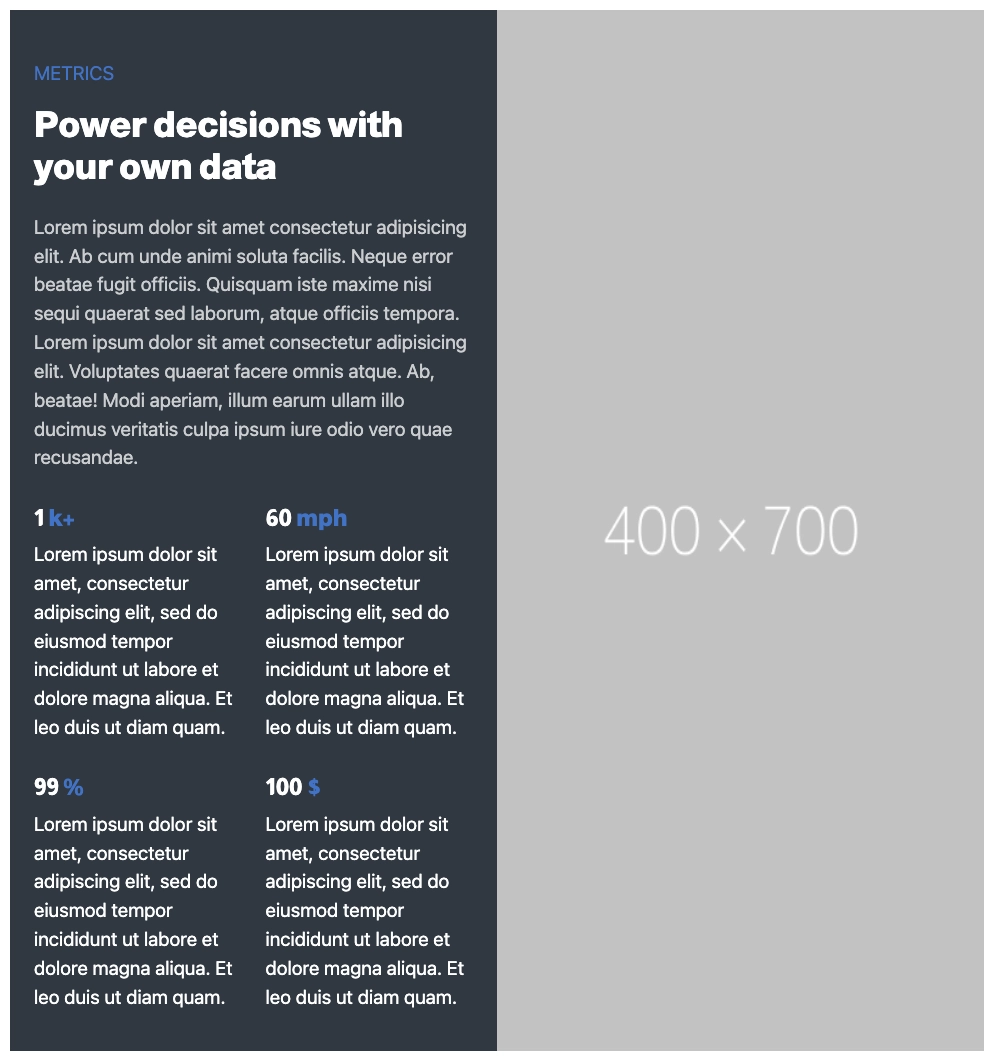 METRICS
Power decisions with
your own data
Lorem ipsum dolor sit amet consectetur adipisicing
elit. Ab cum unde animi soluta facilis. Neque error
beatae fugit officiis. Quisquam iste maxime nisi
sequi quaerat sed laborum, atque officiis tempora.
Lorem ipsum dolor sit amet consectetur adipisicing
elit. Voluptates quaerat facere omnis atque. Ab,
beatae! Modi aperiam, illum earum ullam illo
ducimus veritatis culpa ipsum iure odio vero quae
recusandae.
1 k+
Lorem ipsum dolor sit
amet, consectetur
adipiscing elit, sed do
eiusmod tempor
incididunt ut labore et
dolore magna aliqua. Et
leo duis ut diam quam.
60 mph
Lorem ipsum dolor sit
amet, consectetur
adipiscing elit, sed do
eiusmod tempor
incididunt ut labore et
dolore magna aliqua. Et
leo duis ut diam quam.
99 %
Lorem ipsum dolor sit
amet, consectetur
adipiscing elit, sed do
eiusmod tempor
incididunt ut labore et
dolore magna aliqua. Et
leo duis ut diam quam.
100 $
Lorem ipsum dolor sit
amet, consectetur
adipiscing elit, sed do
eiusmod tempor
incididunt ut labore et
dolore magna aliqua. Et
leo duis ut diam quam.
400 × 700